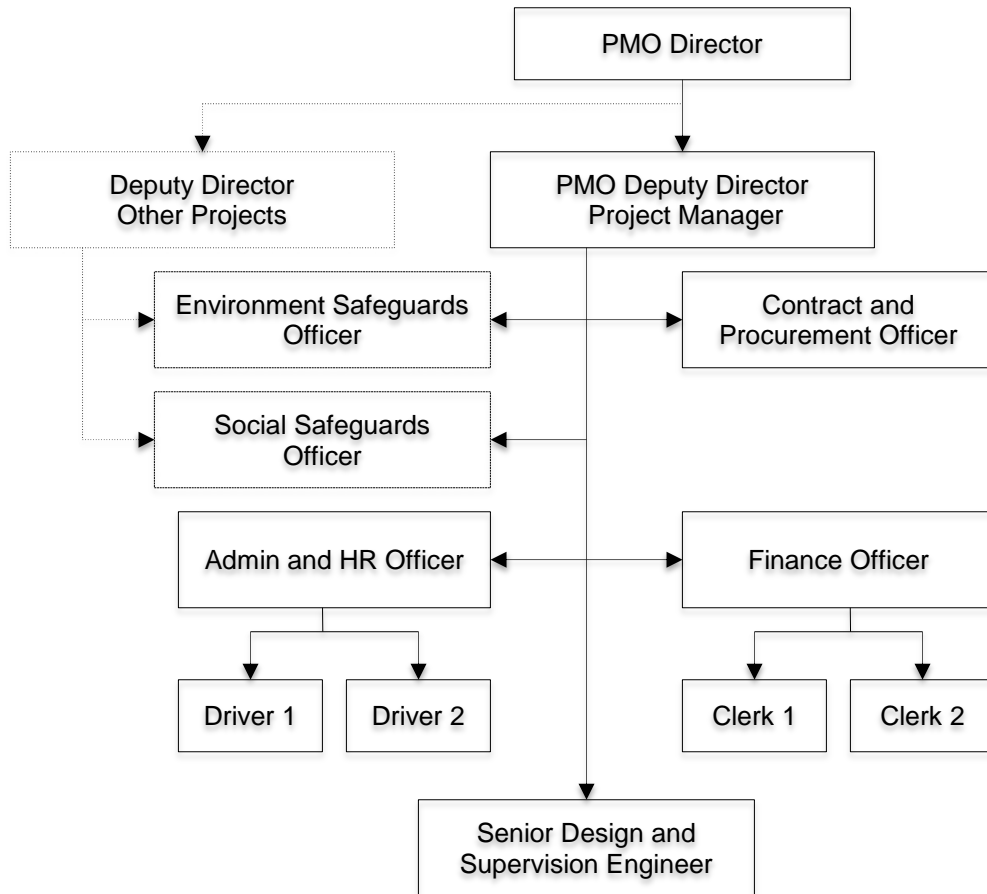 PMO Director
Deputy Director
Other Projects
PMO Deputy Director
Project Manager
Environment Safeguards
Officer
Contract and
Procurement Officer
Social Safeguards
Officer
Admin and HR Officer
Finance Officer
Driver 1
Driver 2
Clerk 1
Clerk 2
Senior Design and
Supervision Engineer